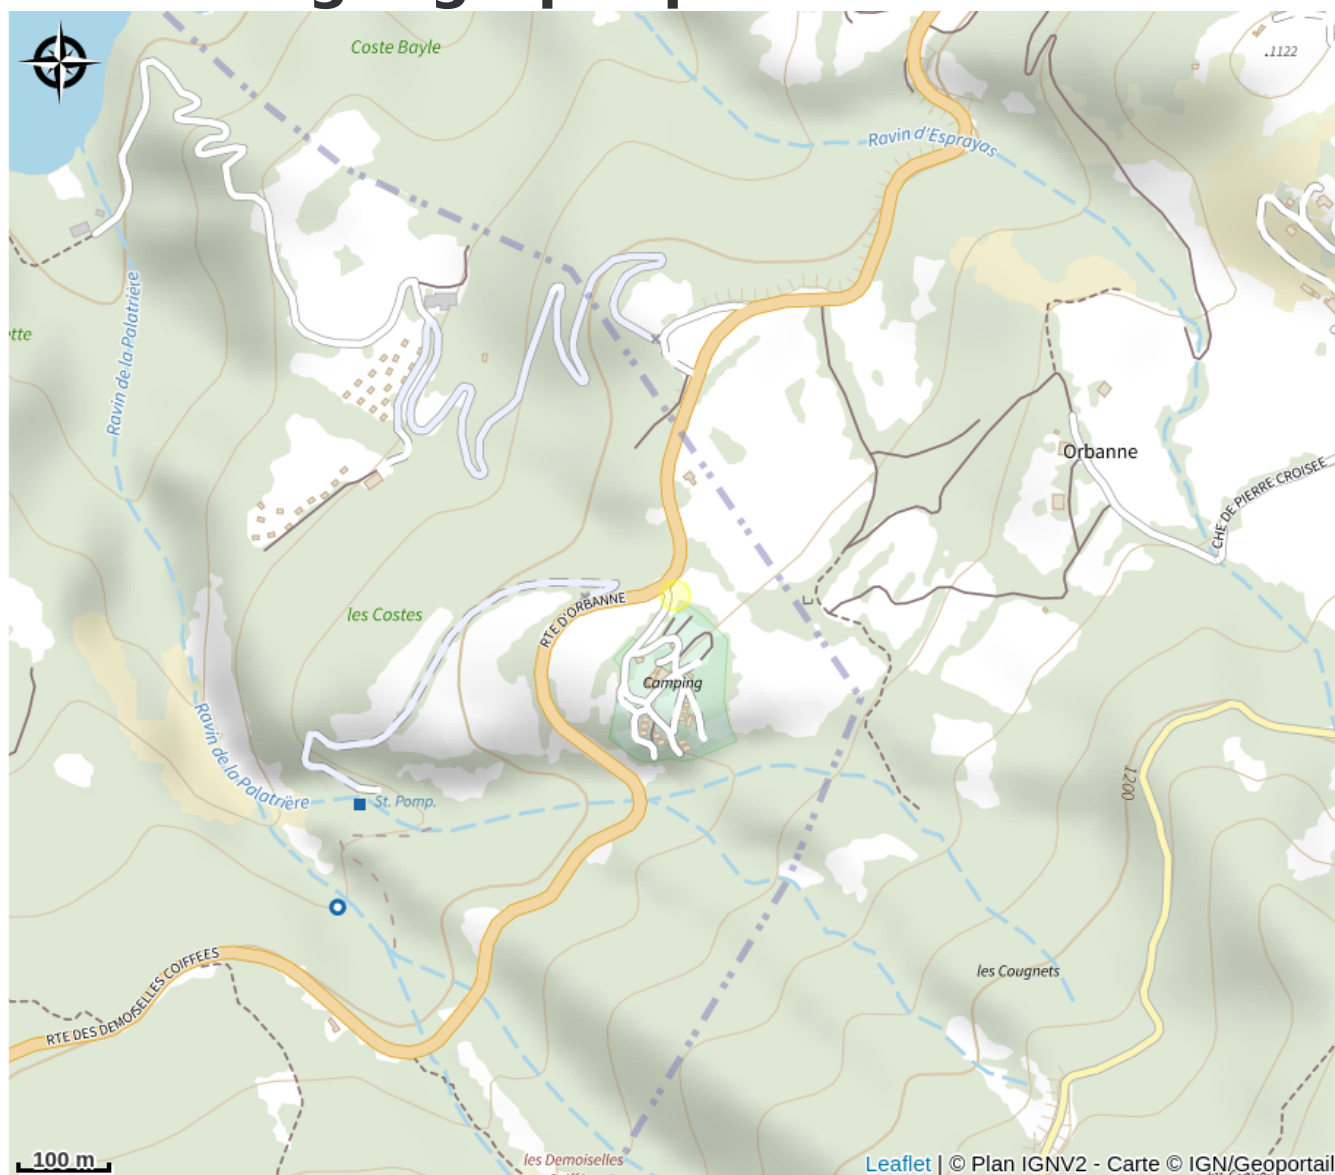 Coste Bayle
.1122
Ravin d'Esprayas
Ravin de la Palatrière
ette
Orbanne
CHE DE PIERRE CROISEE
RTE D'ORBANNE
les Costes
Camping
Ravin de la Palatrière
St. Pomp.
1200
les Cougnets
RTE DES DEMOISELLES COIFFEES
les Demoiselles
100 m
Leaflet | © Plan IGNV2 - Carte © IGN/Geoportail